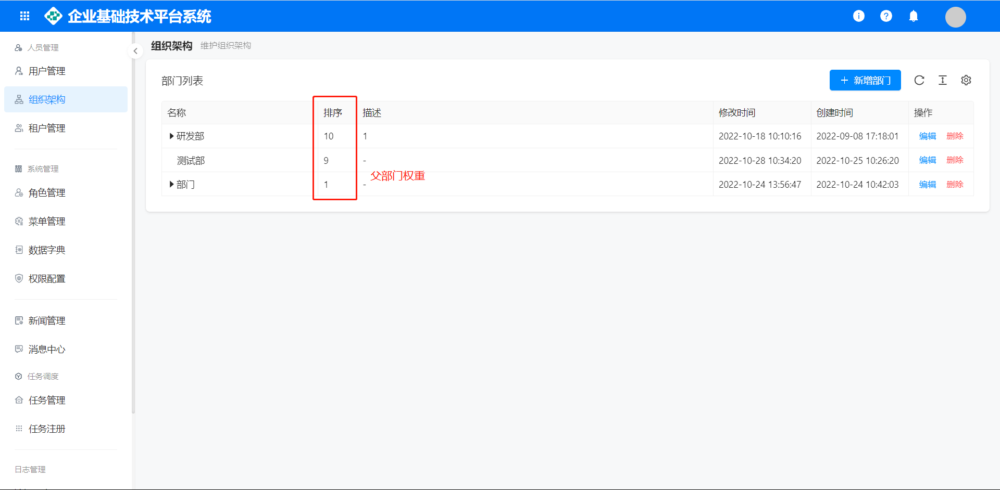 企业基础技术平台系统
人员管理
用户管理
组织架构
租户管理
系统管理
角色管理
菜单管理
数据字典
权限配置
新闻管理
消息中心
任务调度
任务管理
任务注册
日志管理
组织架构 维护组织架构
部门列表
+ 新增部门
名称 排序 描述 修改时间 创建时间 操作
研发部 10 1 2022-10-18 10:10:16 2022-09-08 17:18:01 编辑 删除
测试部 9 - 2022-10-28 10:34:20 2022-10-25 10:26:20 编辑 删除
父部门权重
部门 1 - 2022-10-24 13:56:47 2022-10-24 10:42:03 编辑 删除